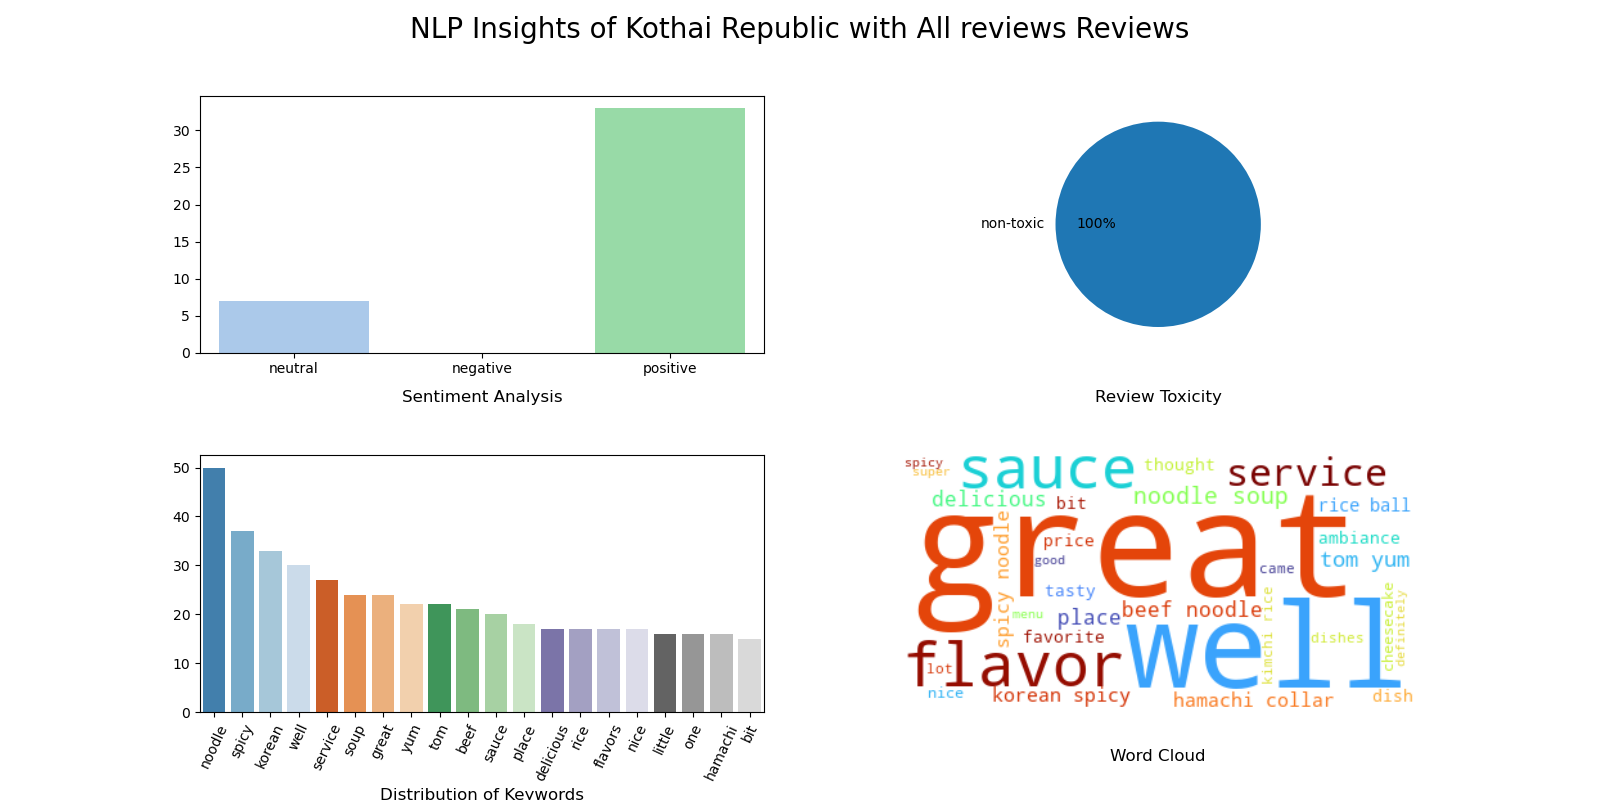 NLP Insights of Kothai Republic with All reviews Reviews
30
25
20
15
10
5
0
neutral negative positive
Sentiment Analysis
non-toxic 100%
Review Toxicity
50
40
30
20
10
0
noodle spicy korean well service soup great yum tom beef sauce place delicious rice flavors nice little one hamachi bit
Distribution of Keywords
spicy sauce thought service
super
delicious bit noodle soup rice ball
great
spicy noodle price ambiance
good came tom yum
tasty
menu place beef noodle kimchi rice well cheesecake definitely
favorite dishes
flavor
lot
nice korean spicy hamachi collar dish
Word Cloud